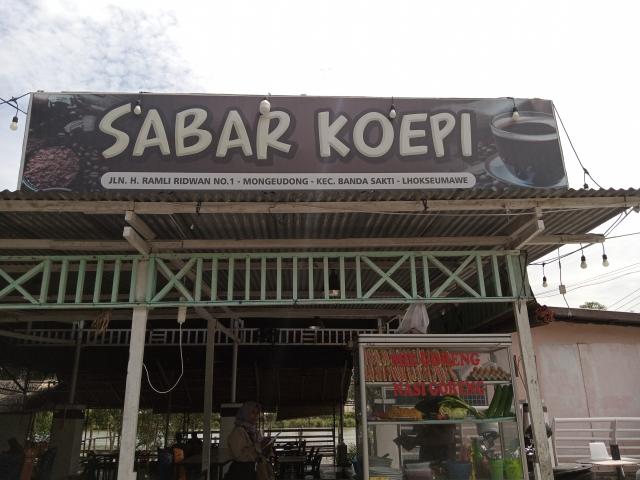 SABAR KOEPI
JLN. H. RAMLI RIDWAN NO.1 - MONGEUDONG - KEC. BANDA SAKTI - LHOKSEUMAWE
MIE GORENG
NASI GORENG